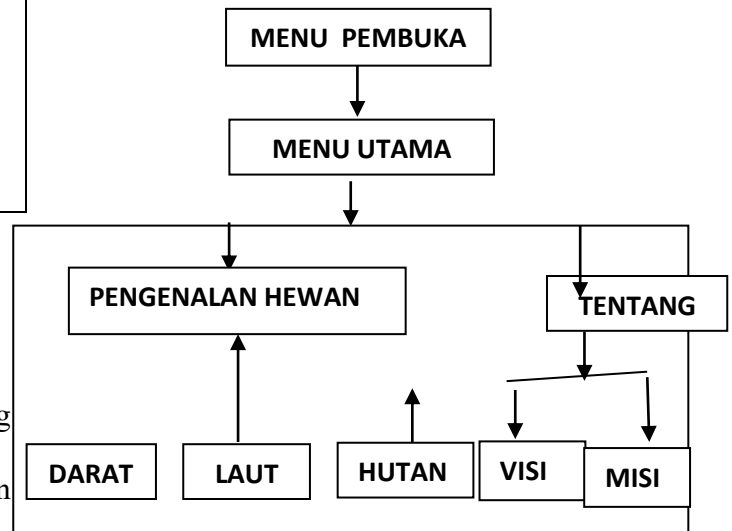 MENU PEMBUKA
MENU UTAMA
PENGENALAN HEWAN
TENTANG
g
DARAT LAUT HUTAN VISI MISI
n